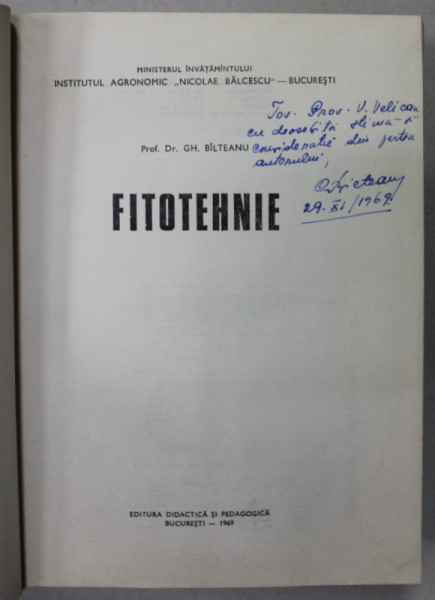 MINISTERUL ÎNVĂȚĂMÎNTULUI
INSTITUTUL AGRONOMIC „NICOLAE BĂLCESCU” — BUCUREȘTI
Tov. Prov. V. Velican
cu deosebită stimă și
considerație din partea
autorului,
Prof. Dr. GH. BÎLTEANU
29.XI/1969
FITOTEHNIE
EDITURA DIDACTICĂ ȘI PEDAGOGICĂ
BUCUREȘTI — 1969